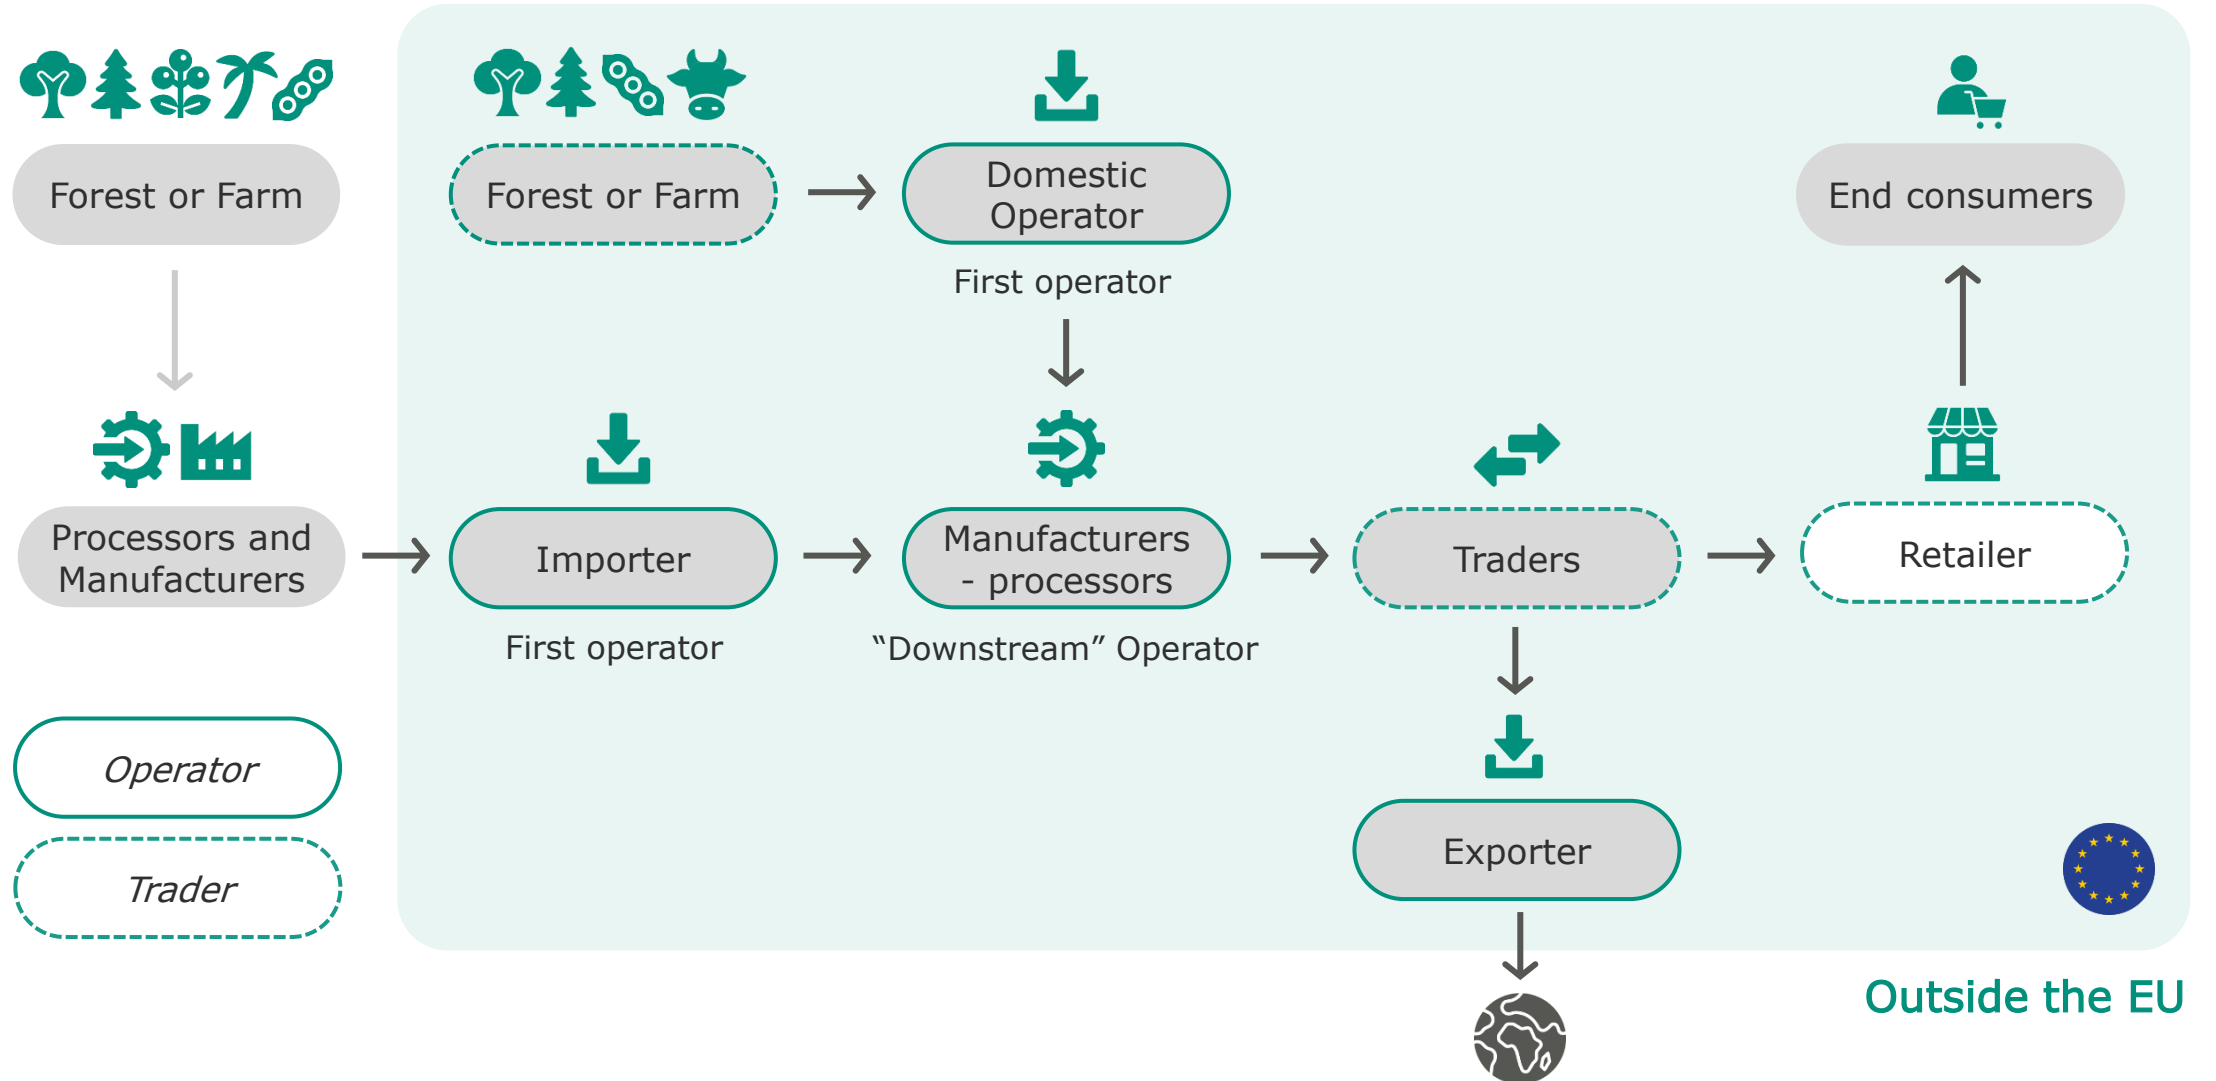 Forest or Farm
Forest or Farm
Domestic
Operator
First operator
End consumers
Processors and
Manufacturers
Importer
First operator
Manufacturers
- processors
“Downstream” Operator
Traders
Retailer
Operator
Trader
Exporter
Outside the EU